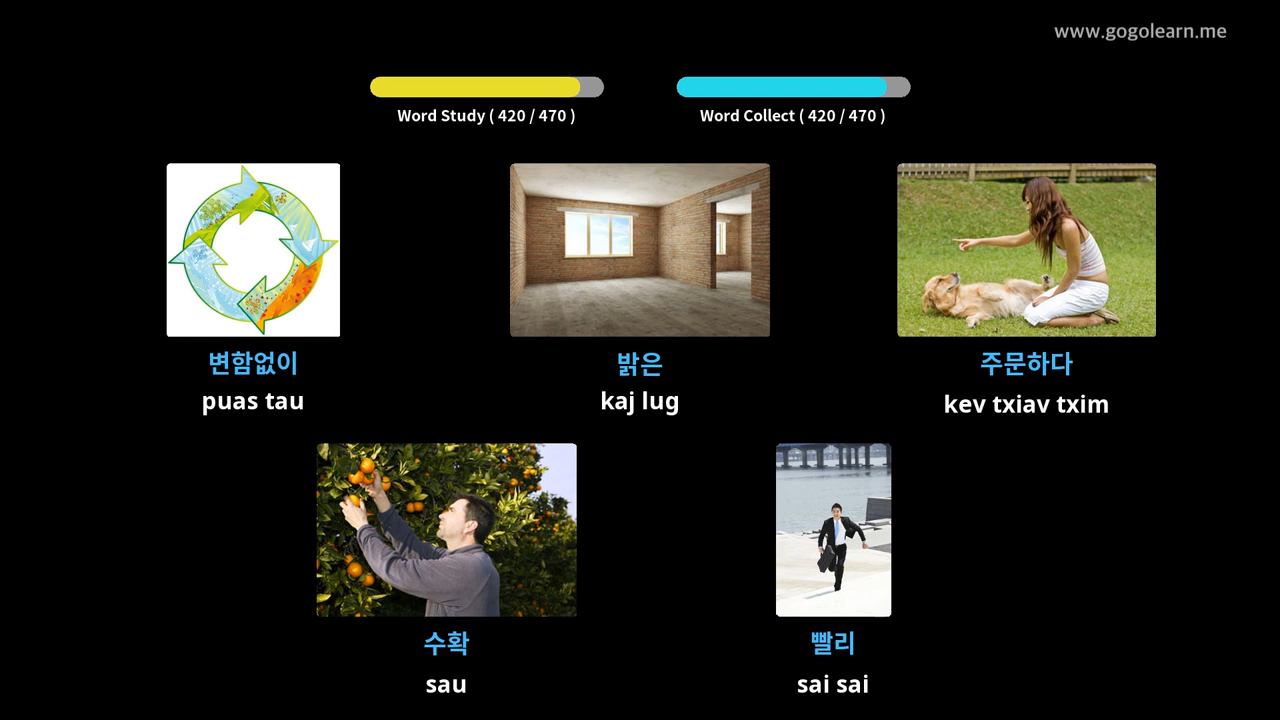 www.gogolearn.me
Word Study ( 420 / 470 )
Word Collect ( 420 / 470 )
변함없이
puas tau
밝은
kaj lug
주문하다
kev txiav txim
수확
sau
빨리
sai sai